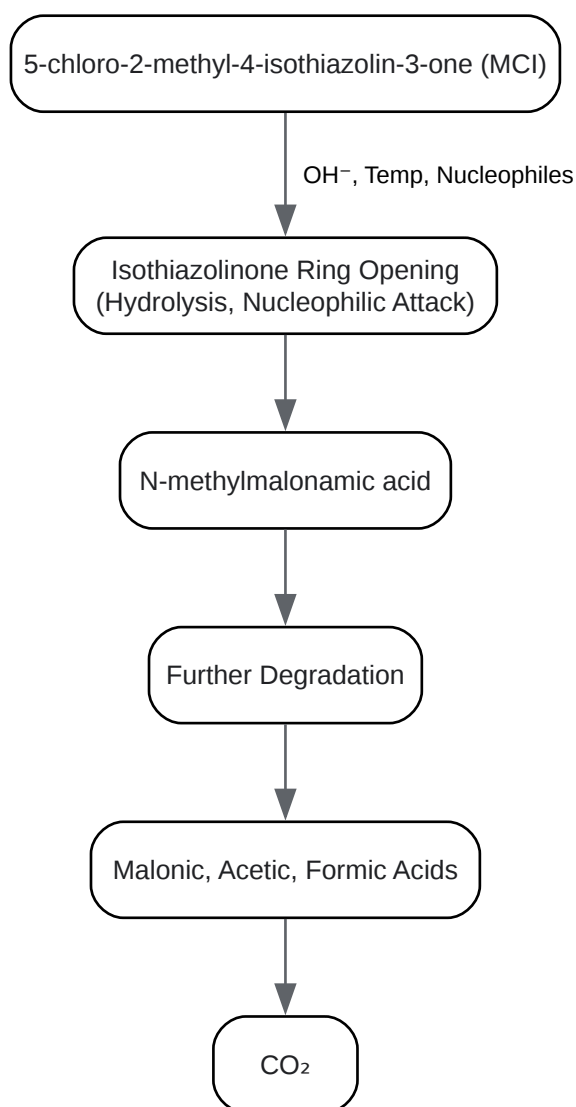 5-chloro-2-methyl-4-isothiazolin-3-one (MCI)
OH⁻, Temp, Nucleophiles
Isothiazolinone Ring Opening
(Hydrolysis, Nucleophilic Attack)
N-methylmalonamic acid
Further Degradation
Malonic, Acetic, Formic Acids
CO₂